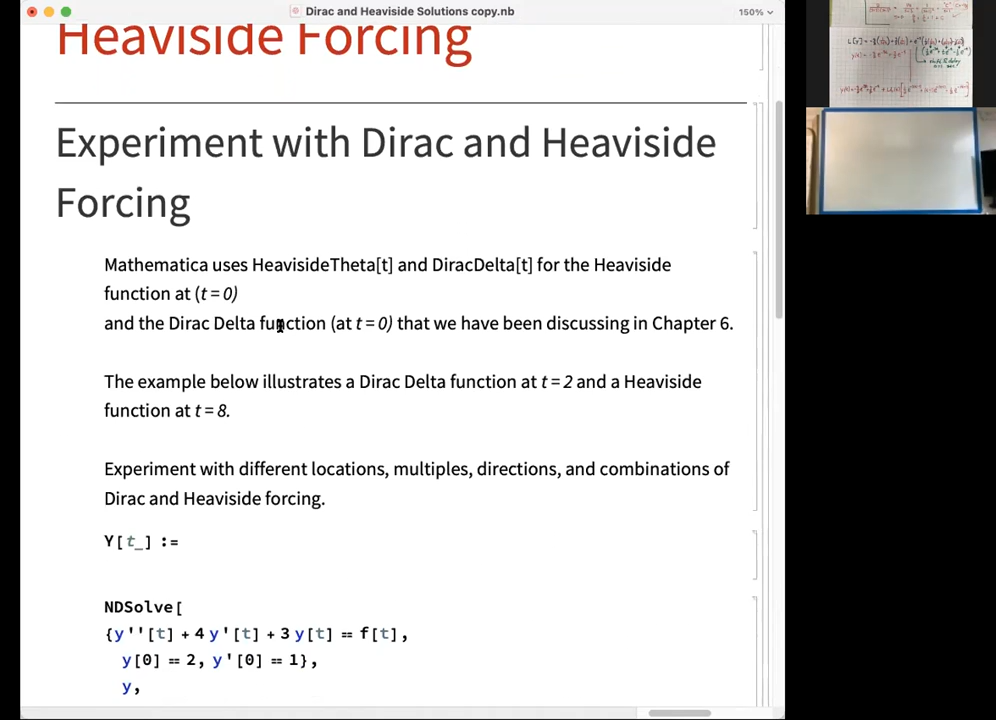 Dirac and Heaviside Solutions copy.nb
150%
Heaviside Forcing
Experiment with Dirac and Heaviside
Forcing
Mathematica uses HeavisideTheta[t] and DiracDelta[t] for the Heaviside
function at (t = 0)
and the Dirac Delta function (at t = 0) that we have been discussing in Chapter 6.
The example below illustrates a Dirac Delta function at t = 2 and a Heaviside
function at t = 8.
Experiment with different locations, multiples, directions, and combinations of
Dirac and Heaviside forcing.
Y[t_] :=
NDSolve[
{y''[t] + 4 y'[t] + 3 y[t] == f[t],
y[0] == 2, y'[0] == 1},
y,